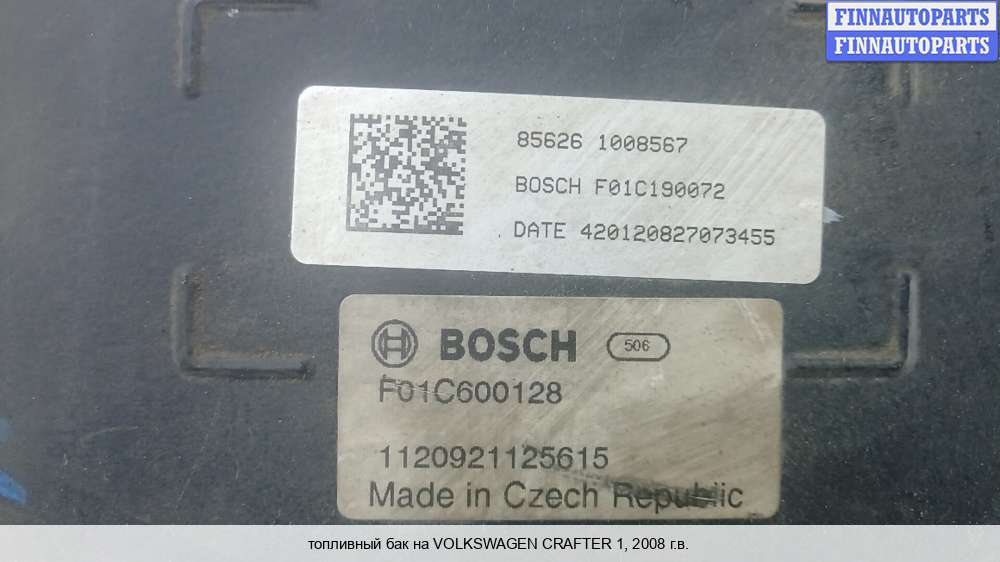 FINNAUTOPARTS
FINNAUTOPARTS
85626 1008567
BOSCH F01C190072
DATE 420120827073455
BOSCH 506
F01C600128
1120921125615
Made in Czech Republic
топливный бак на VOLKSWAGEN CRAFTER 1, 2008 г.в.